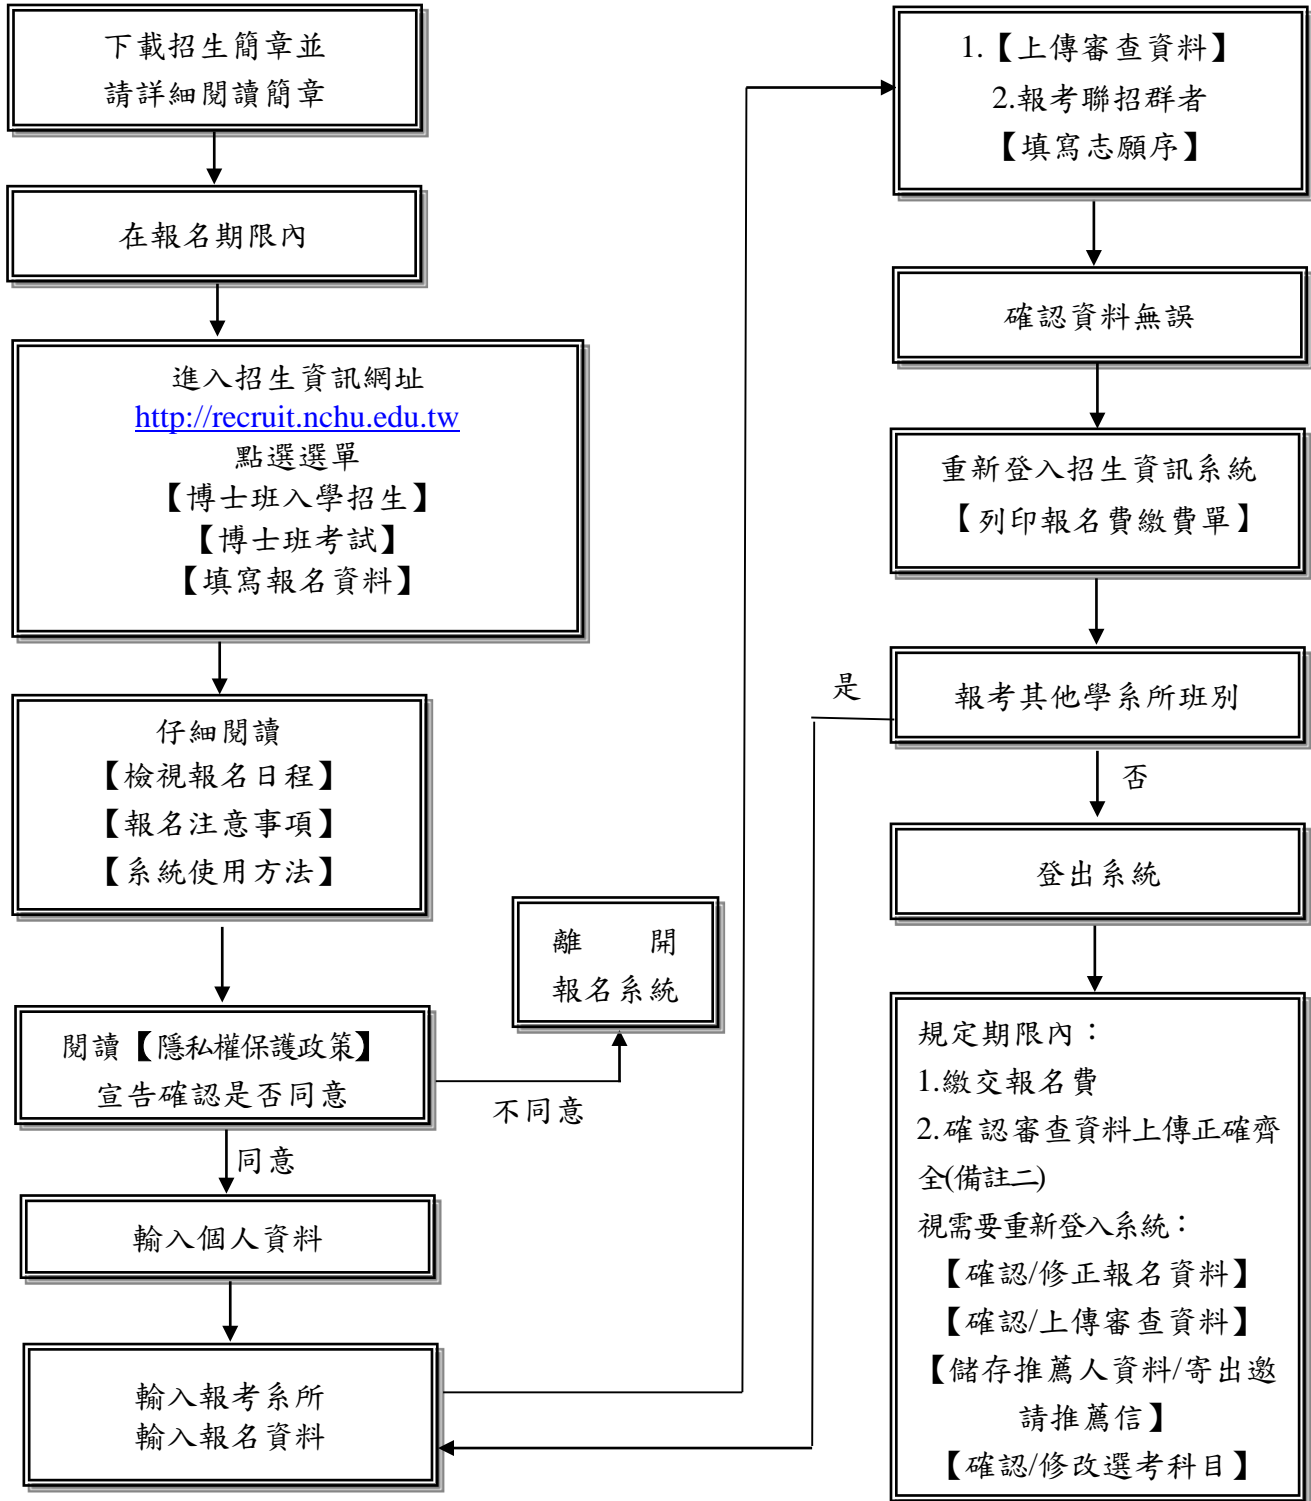 下載招生簡章並
請詳細閱讀簡章
在報名期限內
進入招生資訊網址
http://recruit.nchu.edu.tw
點選選單
【博士班入學招生】
【博士班考試】
【填寫報名資料】
仔細閱讀
【檢視報名日程】
【報名注意事項】
【系統使用方法】
閱讀【隱私權保護政策】
宣告確認是否同意
不同意
離 開
報名系統
同意
輸入個人資料
輸入報考系所
輸入報名資料
1.【上傳審查資料】
2.報考聯招群者
【填寫志願序】
確認資料無誤
重新登入招生資訊系統
【列印報名費繳費單】
報考其他學系所班別
是
否
登出系統
規定期限內：
1.繳交報名費
2.確認審查資料上傳正確齊
全(備註二)
視需要重新登入系統：
【確認/修正報名資料】
【確認/上傳審查資料】
【儲存推薦人資料/寄出邀
請推薦信】
【確認/修改選考科目】